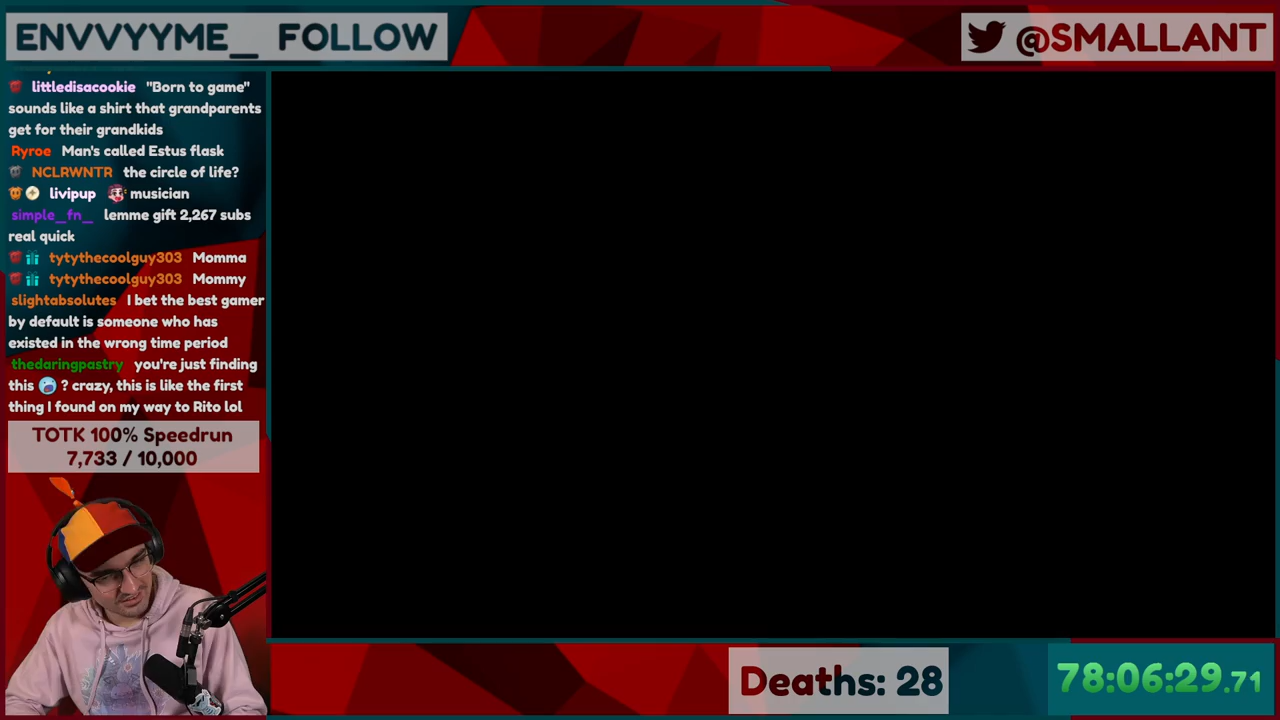 ENVVYYME_ FOLLOW
@SMALLANT
littledisacookie "Born to game"
sounds like a shirt that grandparents
get for their grandkids
Ryroe Man's called Estus flask
NCLRWNTR the circle of life?
livipup musician
simple_fn_ lemme gift 2,267 subs
real quick
tytythecoolguy303 Momma
tytythecoolguy303 Mommy
slightabsolutes I bet the best gamer
by default is someone who has
existed in the wrong time period
thedaringpastry you're just finding
this ? crazy, this is like the first
thing I found on my way to Rito lol
TOTK 100% Speedrun
7,733 / 10,000
Deaths: 28
78:06:29.71